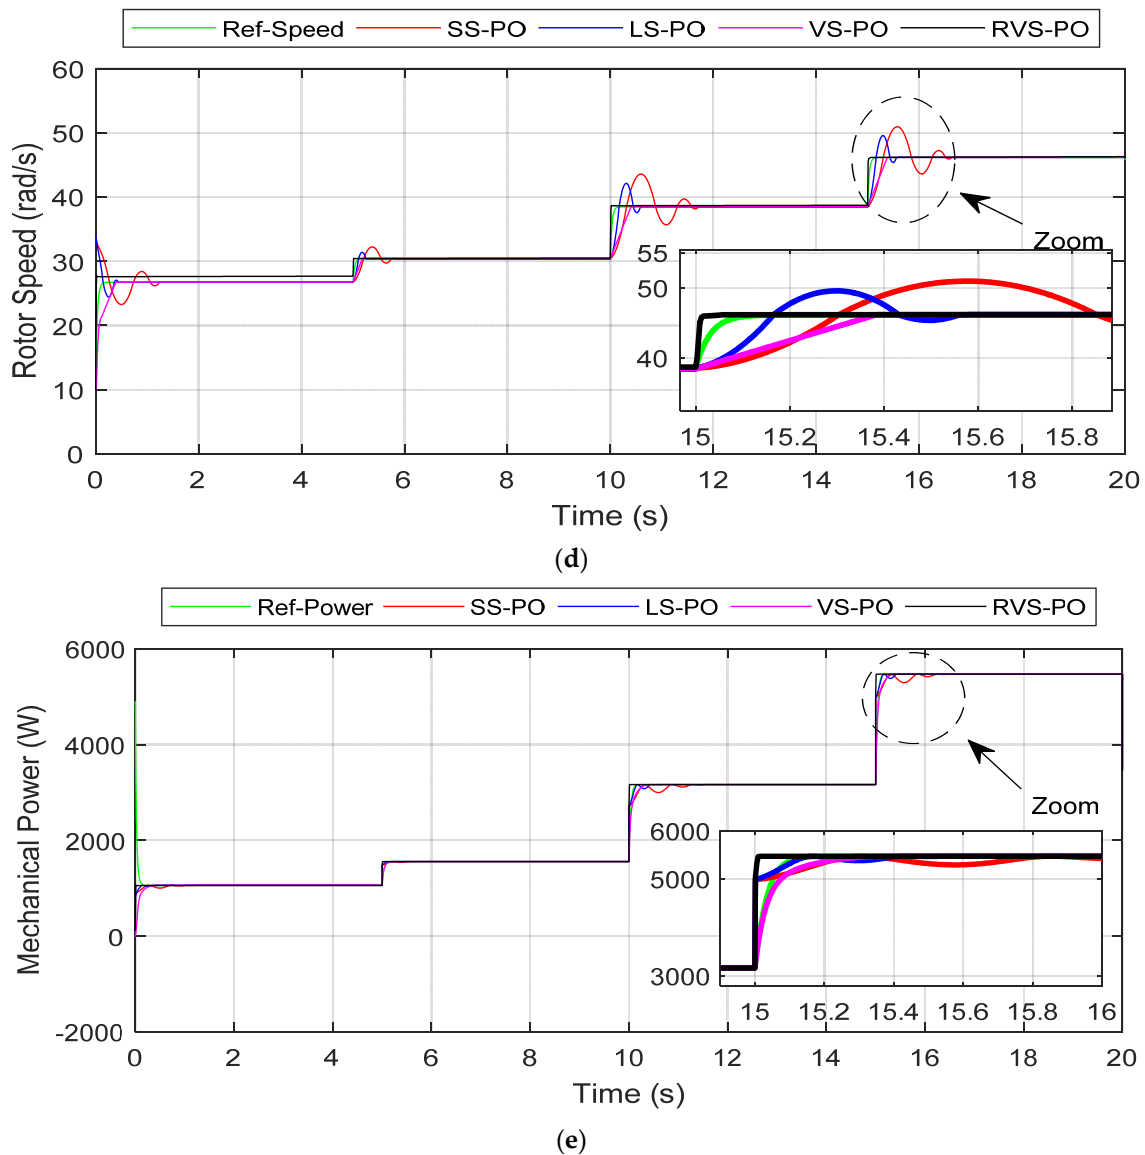 Ref-Speed SS-PO LS-PO VS-PO RVS-PO
60
50
40
30
20
10
0
Rotor Speed (rad/s)
Zoom
55
50
40
15 15.2 15.4 15.6 15.8
0 2 4 6 8 10 12 14 16 18 20
Time (s)
(d)
Ref-Power SS-PO LS-PO VS-PO RVS-PO
6000
4000
2000
0
-2000
Mechanical Power (W)
Zoom
6000
5000
3000
15 15.2 15.4 15.6 15.8 16
0 2 4 6 8 10 12 14 16 18 20
Time (s)
(e)